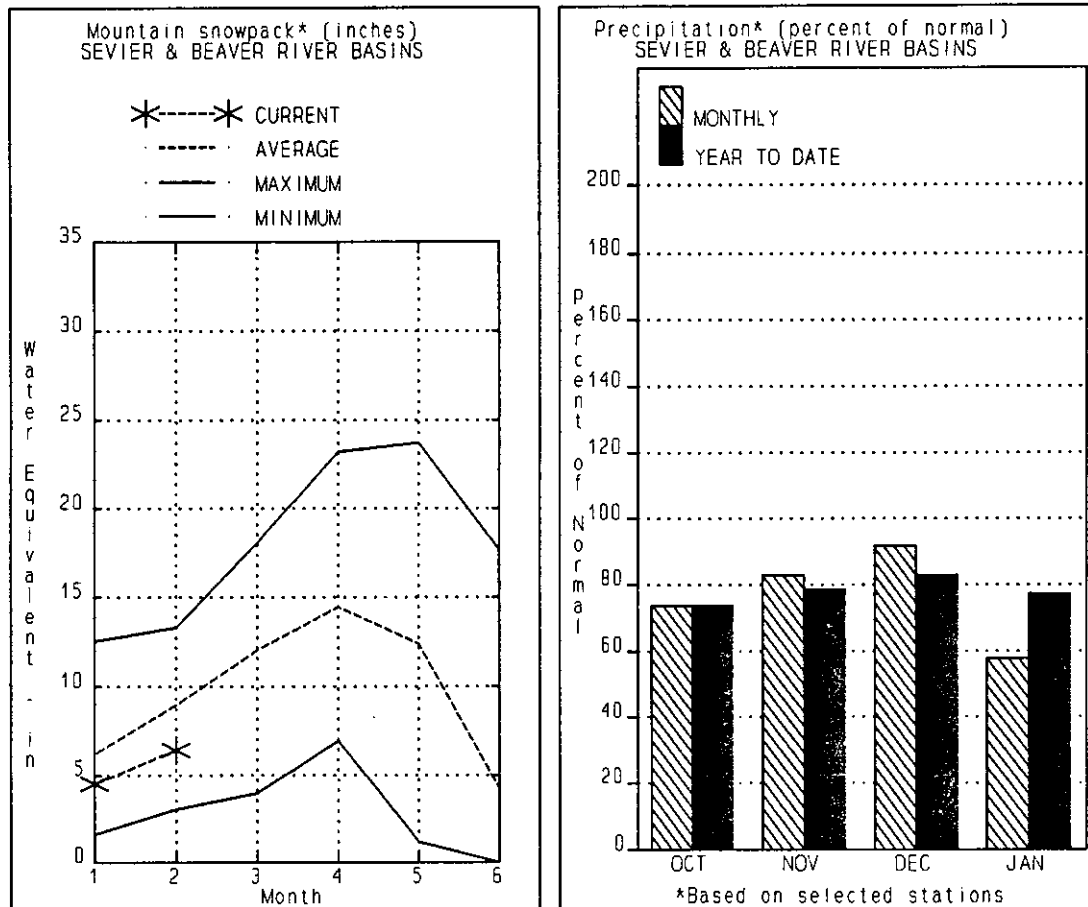 Mountain snowpack* (inches)
SEVIER & BEAVER RIVER BASINS
CURRENT
AVERAGE
MAXIMUM
MINIMUM
35
30
25
20
15
10
5
0
Water Equivalent - in
1 2 3 4 5 6
Month
Precipitation* (percent of normal)
SEVIER & BEAVER RIVER BASINS
MONTHLY
YEAR TO DATE
200
180
160
140
120
100
80
60
40
20
0
Percent of Normal
OCT NOV DEC JAN
*Based on selected stations